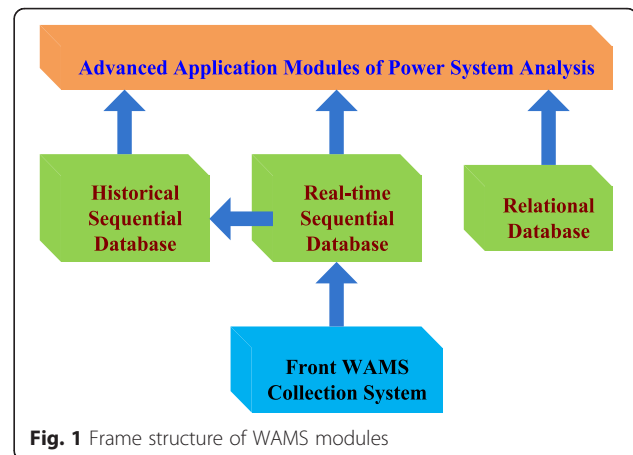 Advanced Application Modules of Power System Analysis
Historical
Sequential
Database
Real-time
Sequential
Database
Relational
Database
Front WAMS
Collection System
Fig. 1 Frame structure of WAMS modules